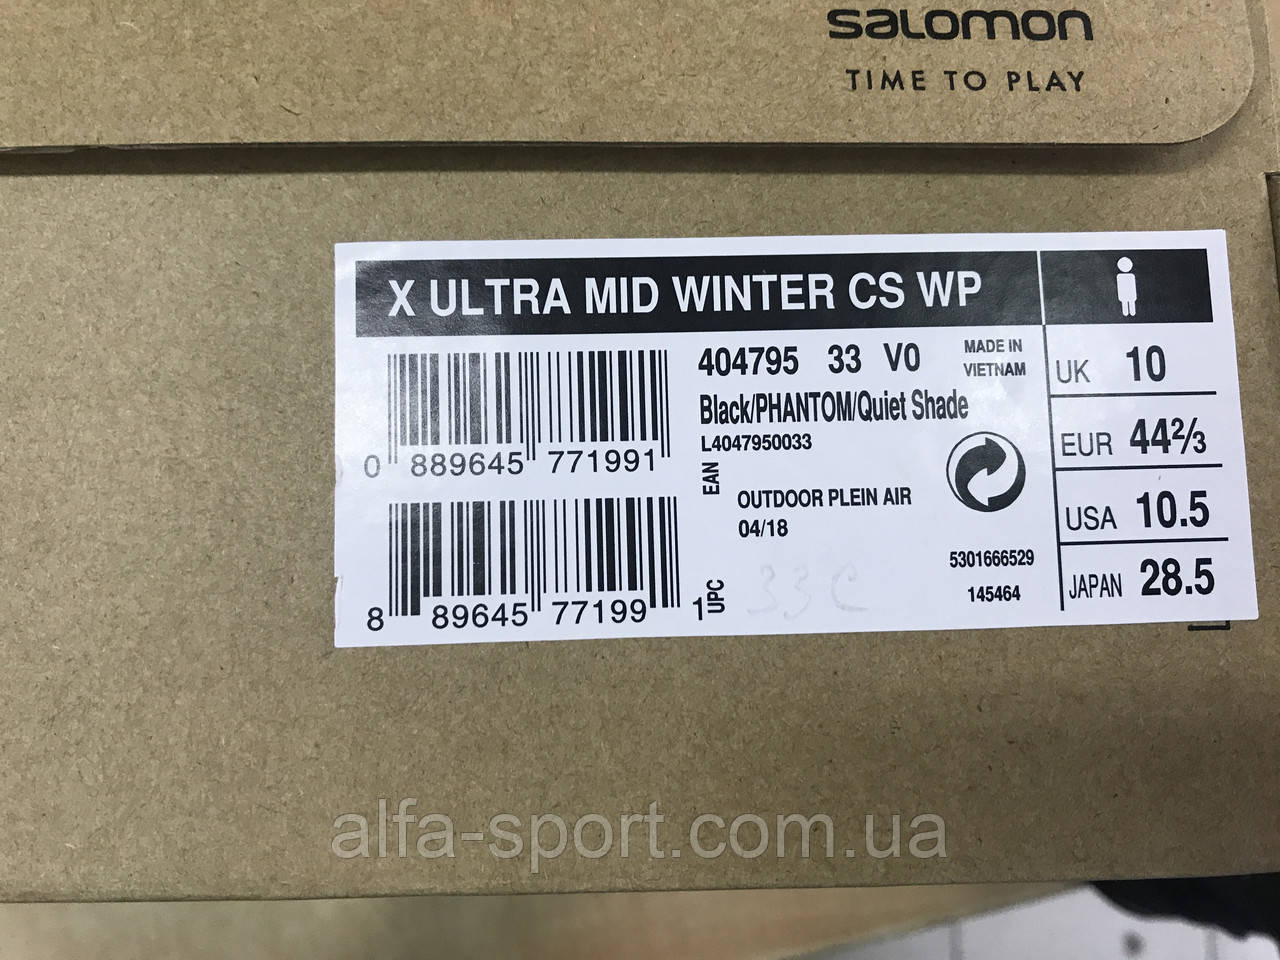 salomon
TIME TO PLAY
X ULTRA MID WINTER CS WP
404795 33 V0
MADE IN
VIETNAM
Black/PHANTOM/Quiet Shade
L4047950033
EAN
0 889645 771991
OUTDOOR PLEIN AIR
04/18
5301666529
145464
33C
UPC
8 89645 77199 1
UK 10
EUR 44⅔
USA 10.5
JAPAN 28.5
alfa-sport.com.ua